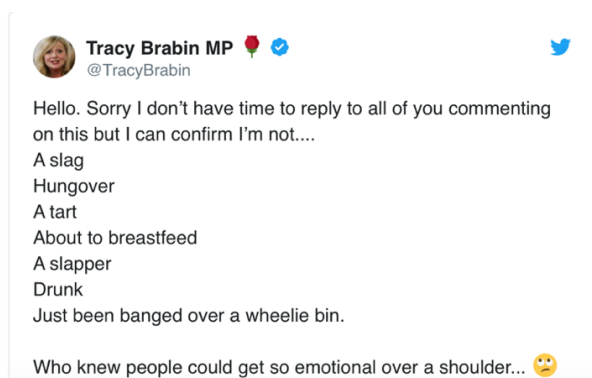 Tracy Brabin MP 🌹
@TracyBrabin
Hello. Sorry I don’t have time to reply to all of you commenting
on this but I can confirm I’m not....
A slag
Hungover
A tart
About to breastfeed
A slapper
Drunk
Just been banged over a wheelie bin.
Who knew people could get so emotional over a shoulder... 🙄